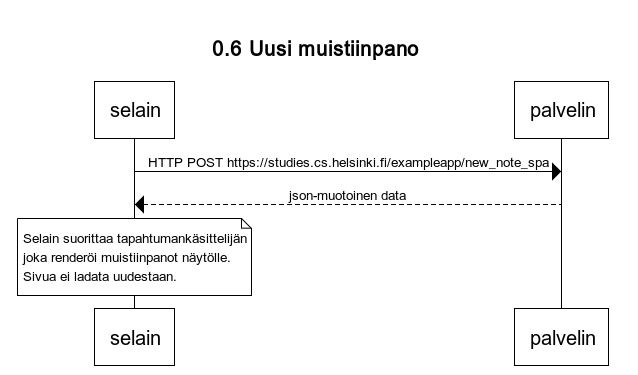 0.6 Uusi muistiinpano
selain
palvelin
HTTP POST https://studies.cs.helsinki.fi/exampleapp/new_note_spa
json-muotoinen data
Selain suorittaa tapahtumankäsittelijän
joka renderöi muistiinpanot näytölle.
Sivua ei ladata uudestaan.
selain
palvelin